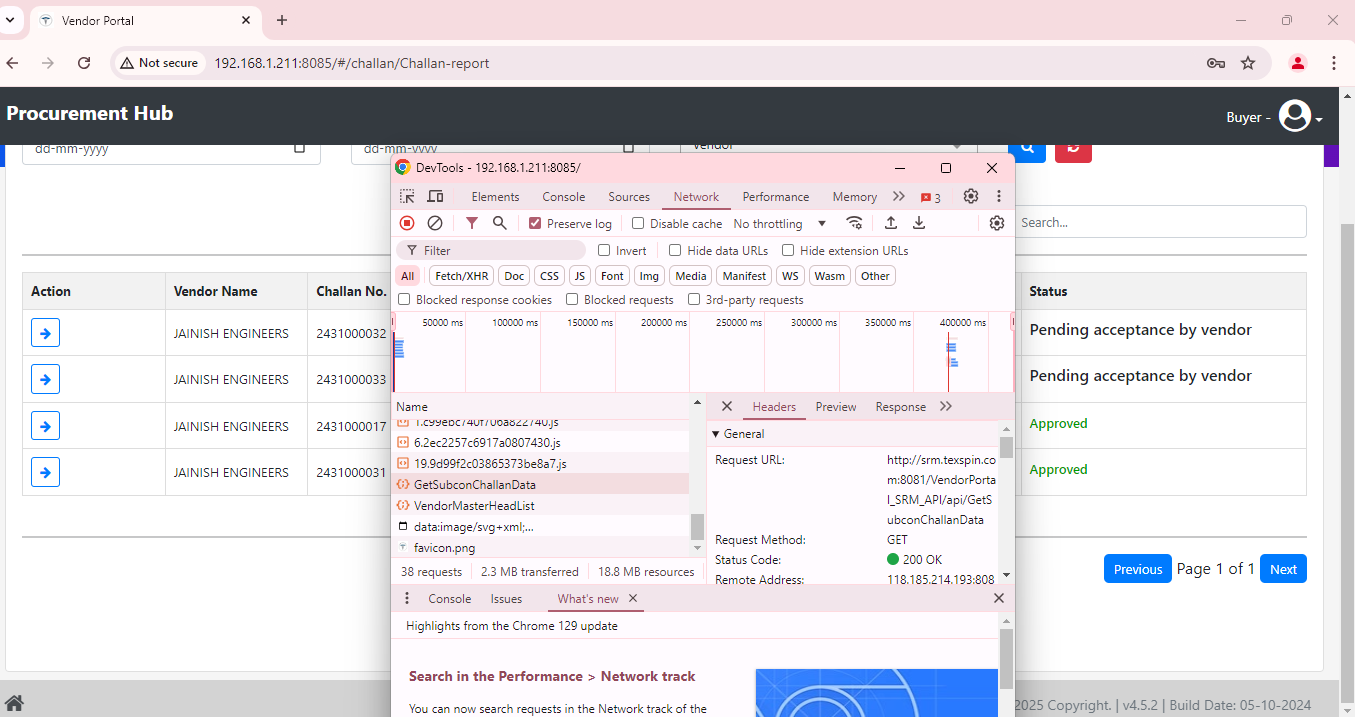 Vendor Portal
Not secure 192.168.1.211:8085/#/challan/Challan-report
Procurement Hub
Buyer -
dd-mm-yyyy dd-mm-yyyy Vendor
DevTools - 192.168.1.211:8085/
Elements Console Sources Network Performance Memory 3
Preserve log Disable cache No throttling
Search...
Filter Invert Hide data URLs Hide extension URLs
All Fetch/XHR Doc CSS JS Font Img Media Manifest WS Wasm Other
Blocked response cookies Blocked requests 3rd-party requests
50000 ms 100000 ms 150000 ms 200000 ms 250000 ms 300000 ms 350000 ms 400000 ms
Action Vendor Name Challan No. Status
JAINISH ENGINEERS 2431000032 Pending acceptance by vendor
JAINISH ENGINEERS 2431000033 Pending acceptance by vendor
JAINISH ENGINEERS 2431000017 Approved
JAINISH ENGINEERS 2431000031 Approved
Name
1.c99ebc740f706a822740.js
6.2ec2257c6917a0807430.js
19.9d99f2c03865373be8a7.js
GetSubconChallanData
VendorMasterHeadList
data:image/svg+xml;...
favicon.png
38 requests 2.3 MB transferred 18.8 MB resources
Headers Preview Response
General
Request URL: http://srm.texspin.co
m:8081/VendorPorta
l_SRM_API/api/GetS
ubconChallanData
Request Method: GET
Status Code: 200 OK
Remote Address: 118.185.214.193:808
Previous Page 1 of 1 Next
Console Issues What's new
Highlights from the Chrome 129 update
Search in the Performance > Network track
You can now search requests in the Network track of the
2025 Copyright. | v4.5.2 | Build Date: 05-10-2024